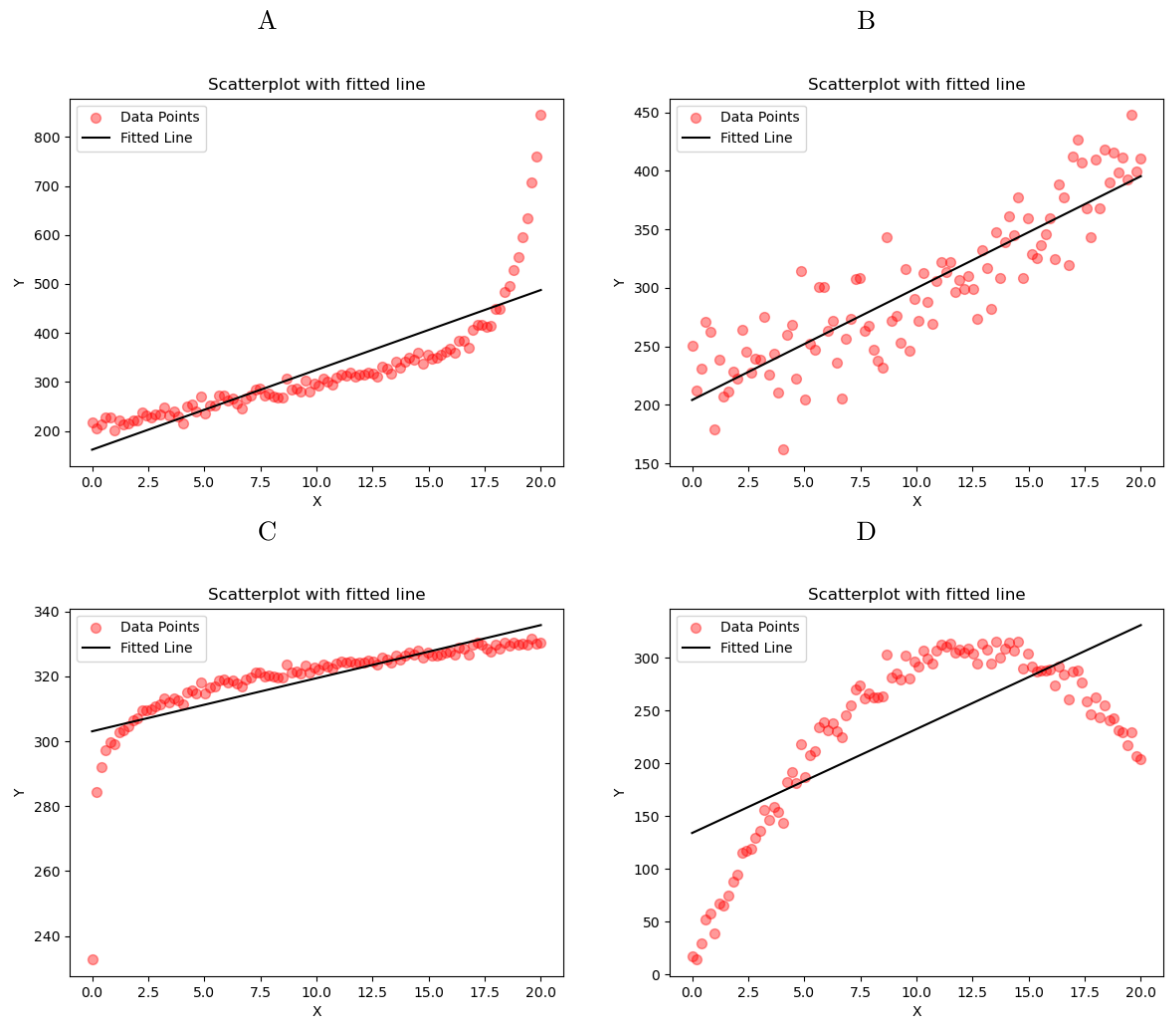 A
Scatterplot with fitted line
Data Points
Fitted Line
800
700
600
500
400
300
200
Y
0.0 2.5 5.0 7.5 10.0 12.5 15.0 17.5 20.0
X
B
Scatterplot with fitted line
Data Points
Fitted Line
450
400
350
300
250
200
150
Y
0.0 2.5 5.0 7.5 10.0 12.5 15.0 17.5 20.0
X
C
Scatterplot with fitted line
Data Points
Fitted Line
340
320
300
280
260
240
Y
0.0 2.5 5.0 7.5 10.0 12.5 15.0 17.5 20.0
X
D
Scatterplot with fitted line
Data Points
Fitted Line
300
250
200
150
100
50
0
Y
0.0 2.5 5.0 7.5 10.0 12.5 15.0 17.5 20.0
X